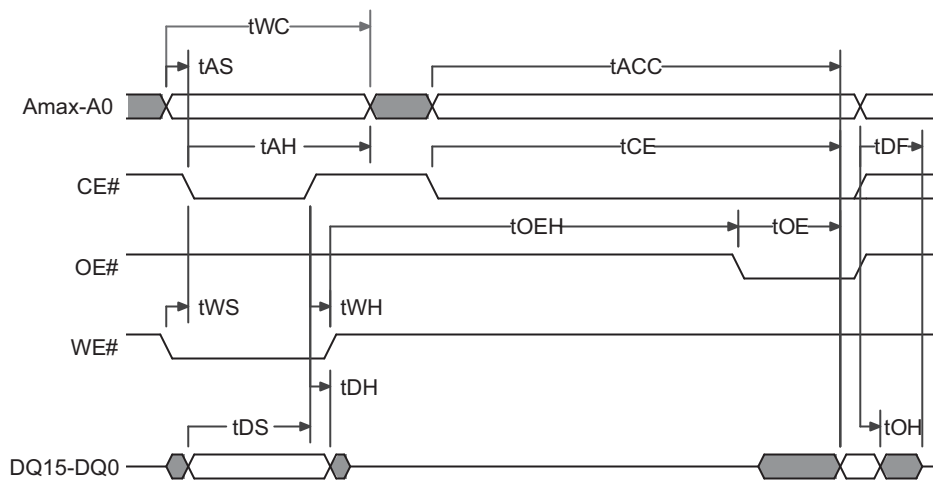 tWC
tAS
tACC
Amax-A0
tAH
tCE
tDF
CE#
tOEH
tOE
OE#
tWS
tWH
WE#
tDH
tDS
tOH
DQ15-DQ0